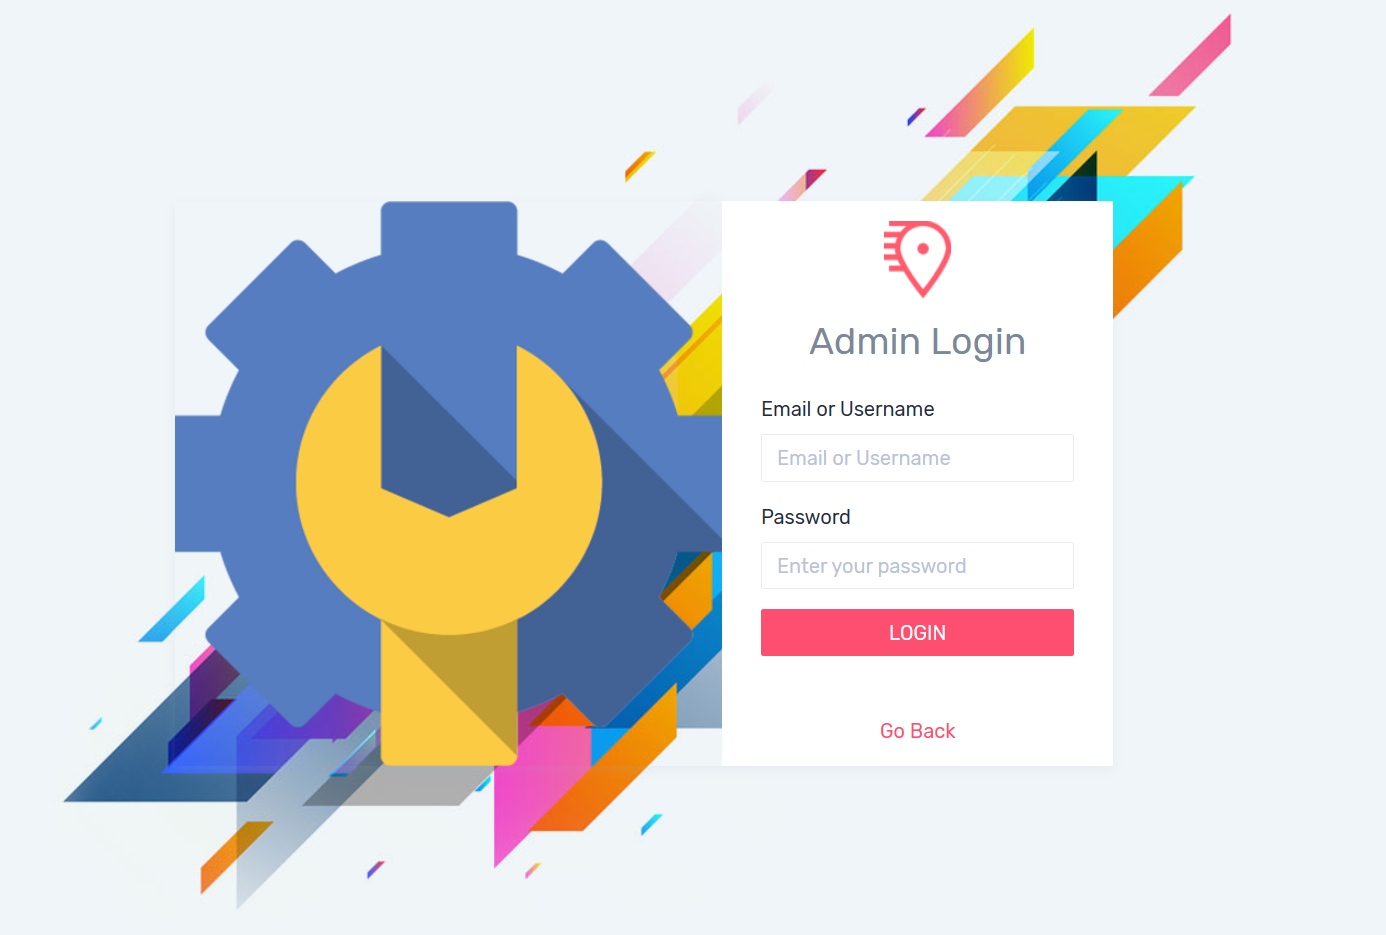 Admin Login
Email or Username
Email or Username
Password
Enter your password
LOGIN
Go Back